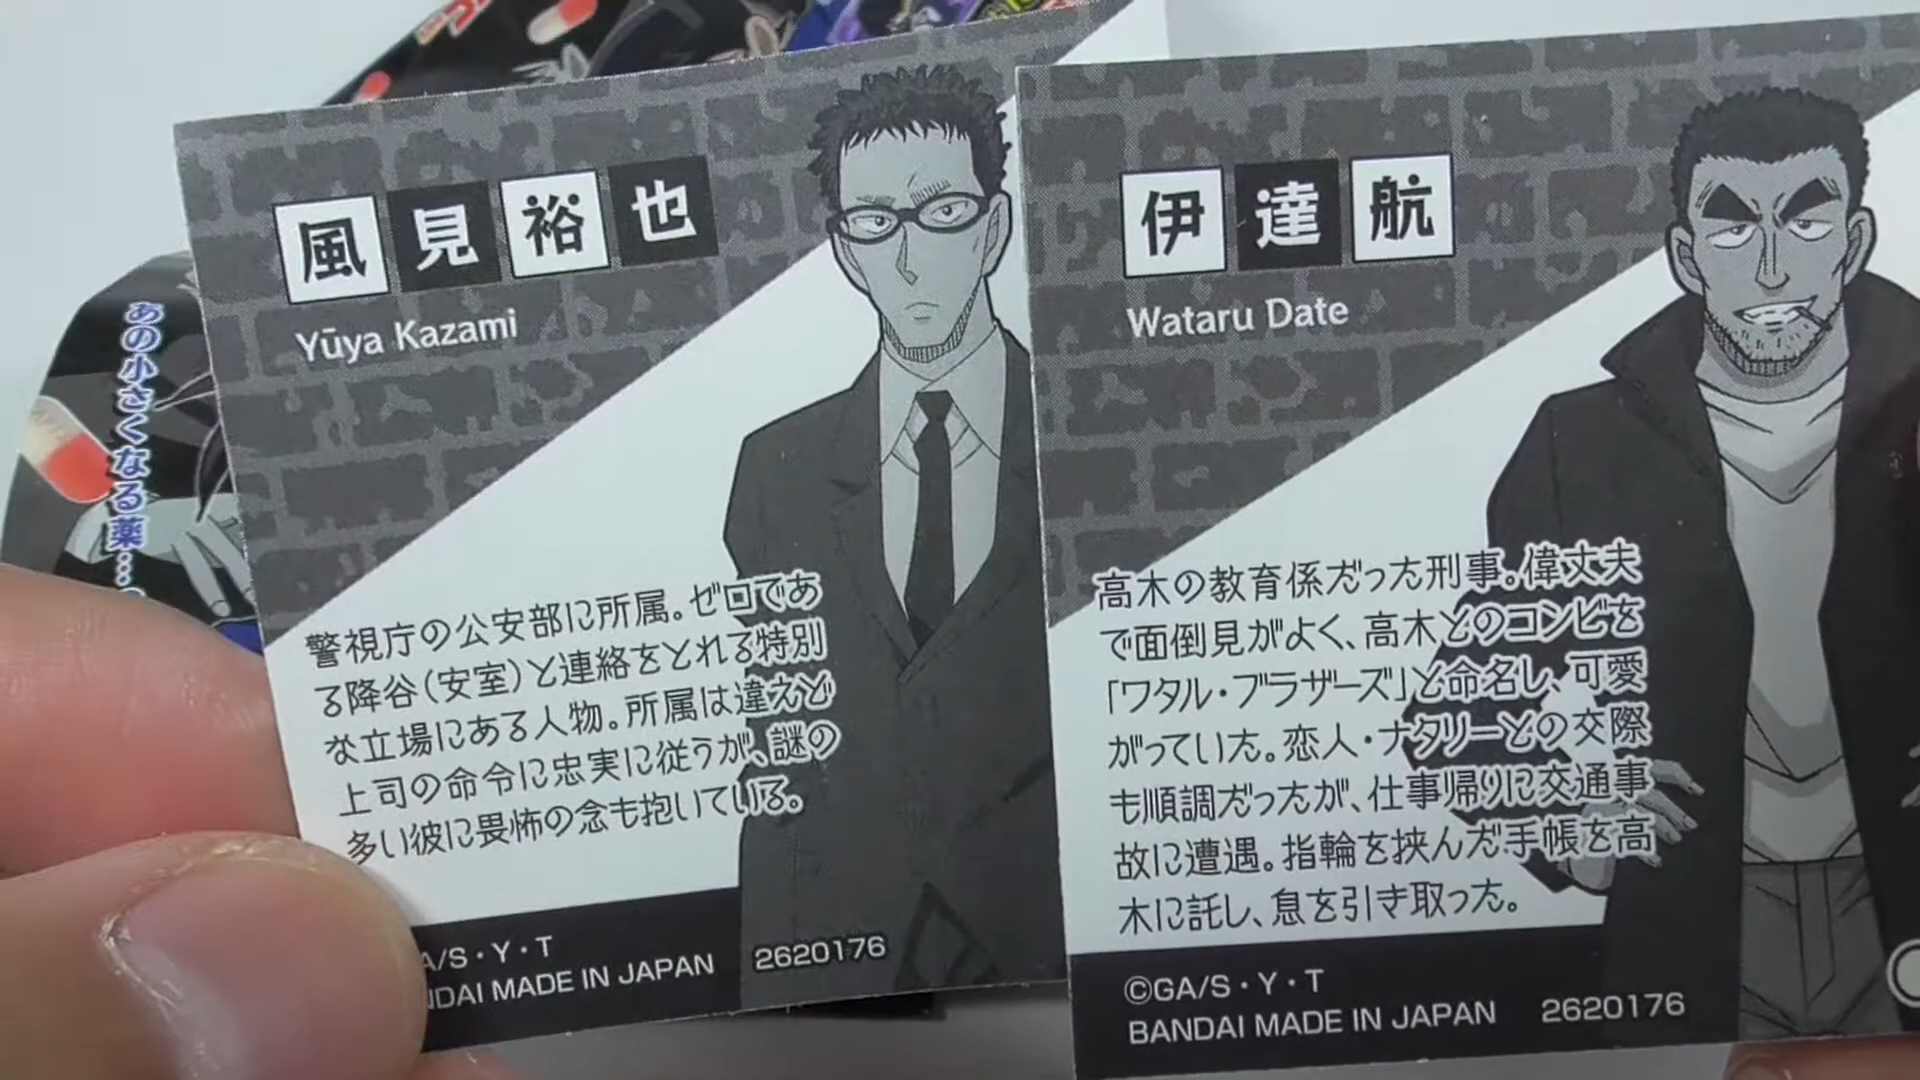 風見裕也
Yūya Kazami
警視庁の公安部に所属。ゼロであ
る降谷(安室)と連絡をとれる特別
な立場にある人物。所属は違えど
上司の命令に忠実に従うが、謎の
多い彼に畏怖の念も抱いている。
A/S・Y・T
NDAI MADE IN JAPAN 2620176
伊達航
Wataru Date
高木の教育係だった刑事。偉丈夫
で面倒見がよく、高木とのコンビを
「ワタル・ブラザーズ」と命名し、可愛
がっていた。恋人・ナタリーとの交際
も順調だったが、仕事帰りに交通事
故に遭遇。指輪を挟んだ手帳を高
木に託し、息を引き取った。
©GA/S・Y・T
BANDAI MADE IN JAPAN 2620176
あの小さくなる薬…